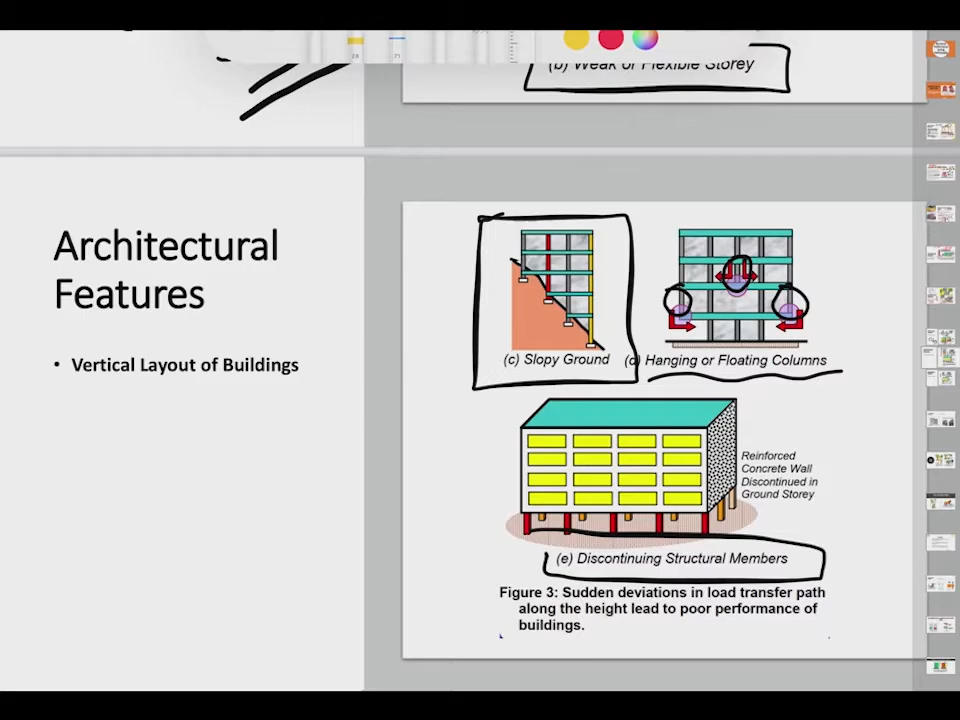 (b) Weak or Flexible Storey
Architectural
Features
• Vertical Layout of Buildings
(c) Slopy Ground
(d) Hanging or Floating Columns
Reinforced
Concrete Wall
Discontinued in
Ground Storey
(e) Discontinuing Structural Members
Figure 3: Sudden deviations in load transfer path
along the height lead to poor performance of
buildings.